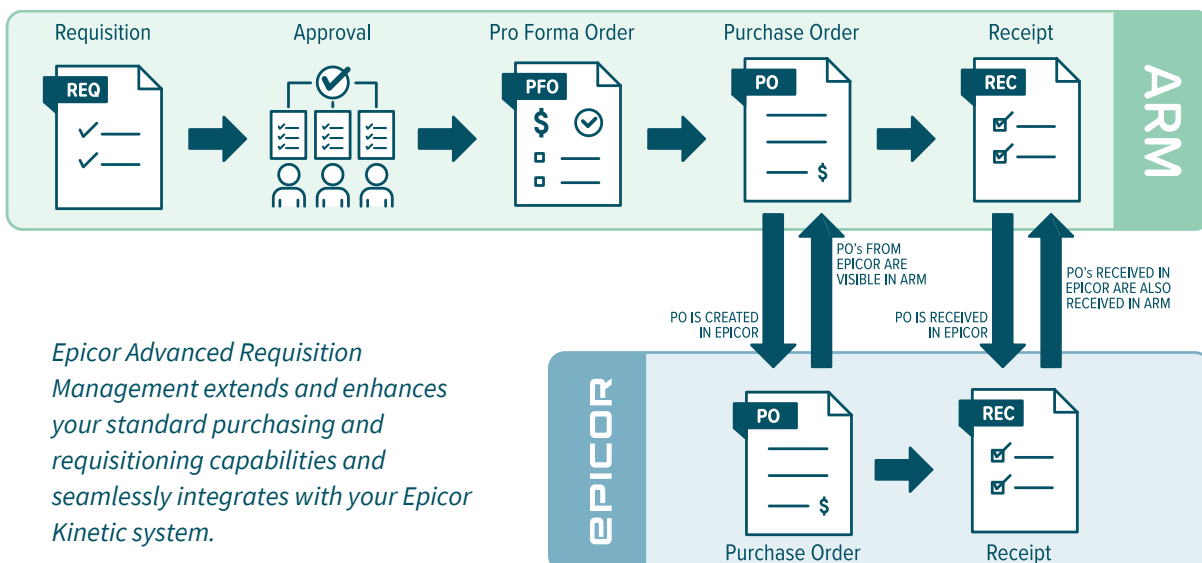 Requisition
Approval
Pro Forma Order
Purchase Order
Receipt
REQ
PFO
$
PO
$
REC
ARM
PO's FROM
EPICOR ARE
VISIBLE IN ARM
PO's RECEIVED IN
EPICOR ARE ALSO
RECEIVED IN ARM
PO IS CREATED
IN EPICOR
PO IS RECEIVED
IN EPICOR
Epicor Advanced Requisition
Management extends and enhances
your standard purchasing and
requisitioning capabilities and
seamlessly integrates with your Epicor
Kinetic system.
EPICOR
PO
$
REC
Purchase Order
Receipt